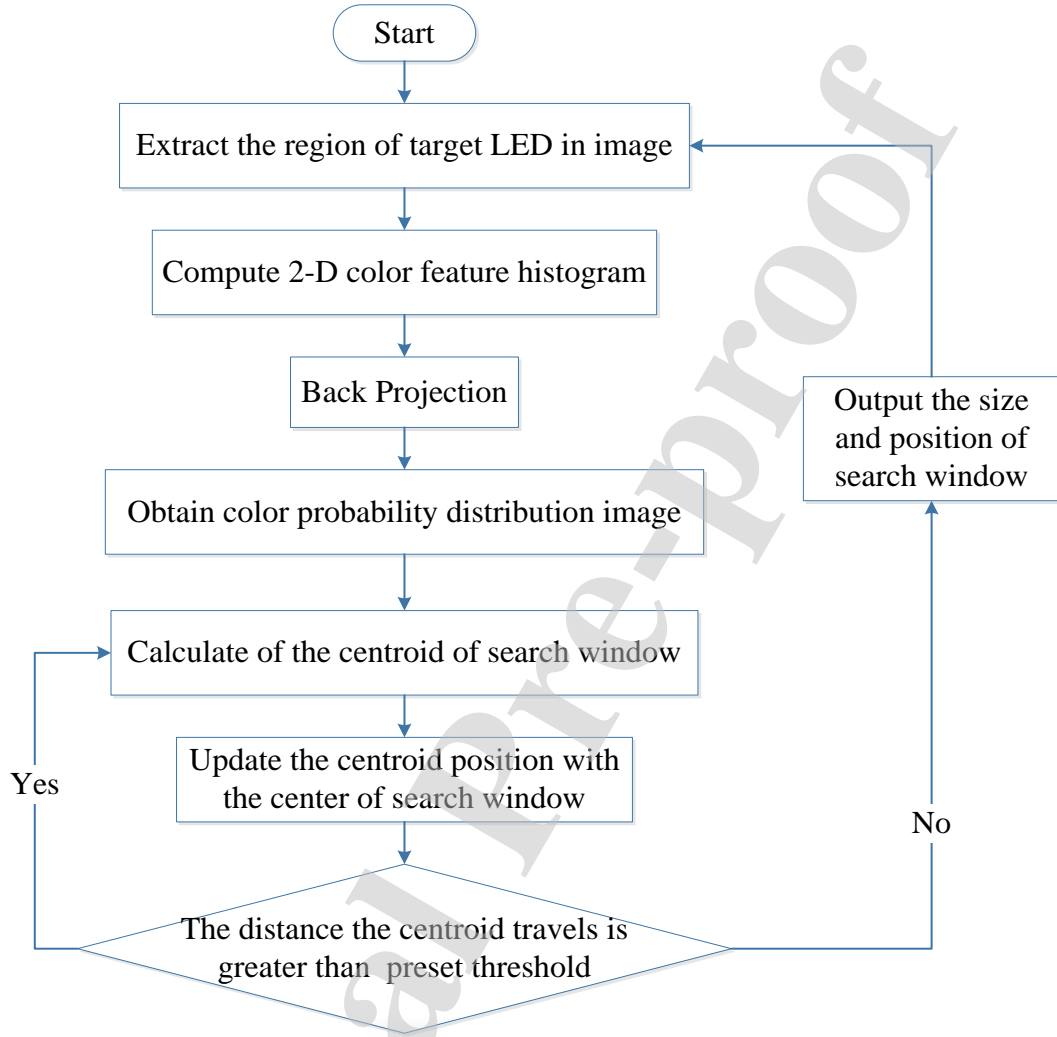 Start
Extract the region of target LED in image
Compute 2-D color feature histogram
Back Projection
Output the size
and position of
search window
Obtain color probability distribution image
Calculate of the centroid of search window
Update the centroid position with
the center of search window
Yes
No
The distance the centroid travels is
greater than preset threshold
al Pre-proof